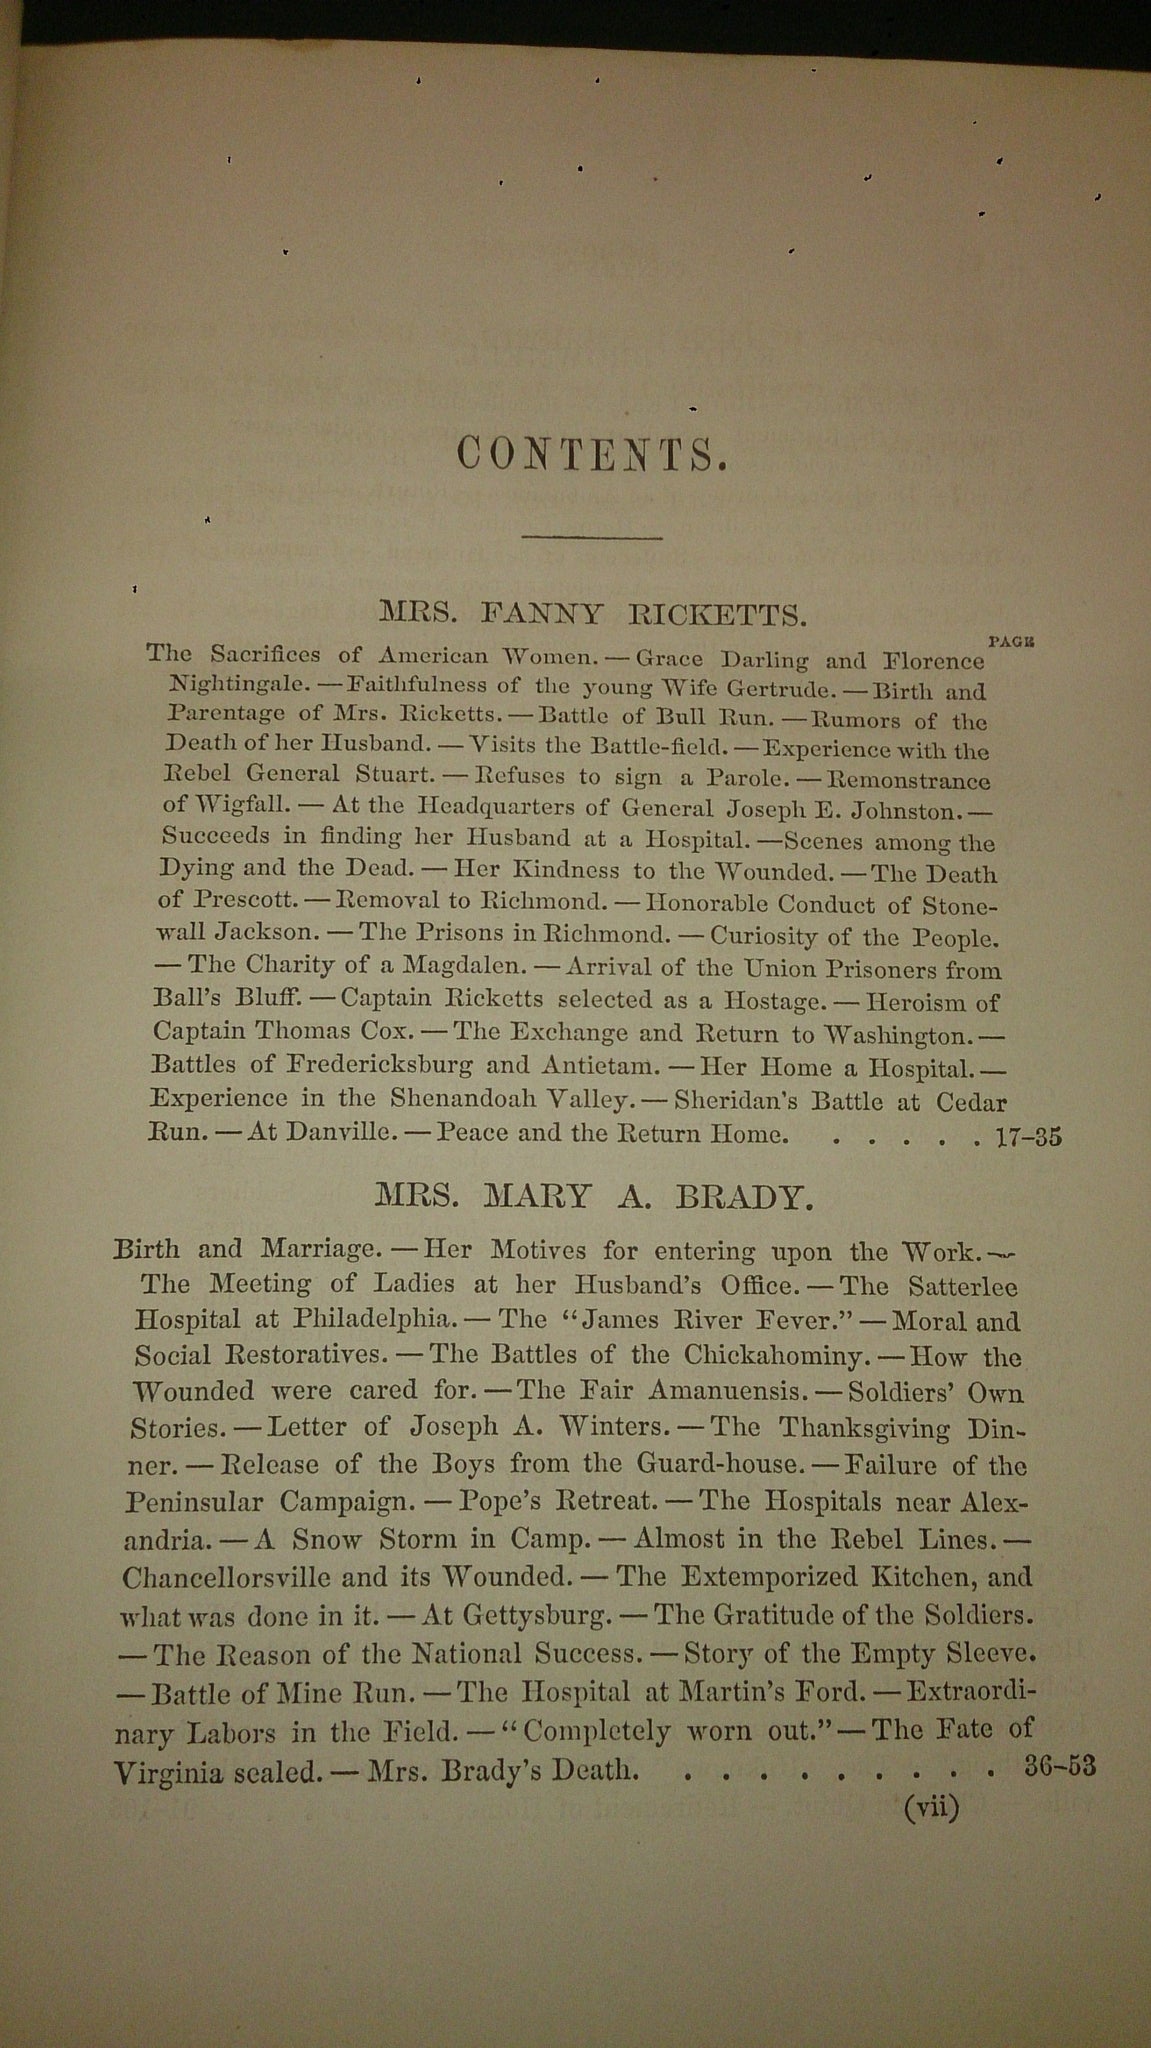 CONTENTS.
MRS. FANNY RICKETTS.
PAGE
The Sacrifices of American Women. — Grace Darling and Florence
Nightingale. — Faithfulness of the young Wife Gertrude. — Birth and
Parentage of Mrs. Ricketts. — Battle of Bull Run. — Rumors of the
Death of her Husband. — Visits the Battle-field. — Experience with the
Rebel General Stuart. — Refuses to sign a Parole. — Remonstrance
of Wigfall. — At the Headquarters of General Joseph E. Johnston. —
Succeeds in finding her Husband at a Hospital. — Scenes among the
Dying and the Dead. — Her Kindness to the Wounded. — The Death
of Prescott. — Removal to Richmond. — Honorable Conduct of Stone-
wall Jackson. — The Prisons in Richmond. — Curiosity of the People.
— The Charity of a Magdalen. — Arrival of the Union Prisoners from
Ball's Bluff. — Captain Ricketts selected as a Hostage. — Heroism of
Captain Thomas Cox. — The Exchange and Return to Washington. —
Battles of Fredericksburg and Antietam. — Her Home a Hospital. —
Experience in the Shenandoah Valley. — Sheridan's Battle at Cedar
Run. — At Danville. — Peace and the Return Home. . . . . . 17–35
MRS. MARY A. BRADY.
Birth and Marriage. — Her Motives for entering upon the Work. —
The Meeting of Ladies at her Husband's Office. — The Satterlee
Hospital at Philadelphia. — The "James River Fever." — Moral and
Social Restoratives. — The Battles of the Chickahominy. — How the
Wounded were cared for. — The Fair Amanuensis. — Soldiers' Own
Stories. — Letter of Joseph A. Winters. — The Thanksgiving Din-
ner. — Release of the Boys from the Guard-house. — Failure of the
Peninsular Campaign. — Pope's Retreat. — The Hospitals near Alex-
andria. — A Snow Storm in Camp. — Almost in the Rebel Lines. —
Chancellorsville and its Wounded. — The Extemporized Kitchen, and
what was done in it. — At Gettysburg. — The Gratitude of the Soldiers.
— The Reason of the National Success. — Story of the Empty Sleeve.
— Battle of Mine Run. — The Hospital at Martin's Ford. — Extraordi-
nary Labors in the Field. — "Completely worn out." — The Fate of
Virginia sealed. — Mrs. Brady's Death. . . . . . . . . . 36–53
(vii)